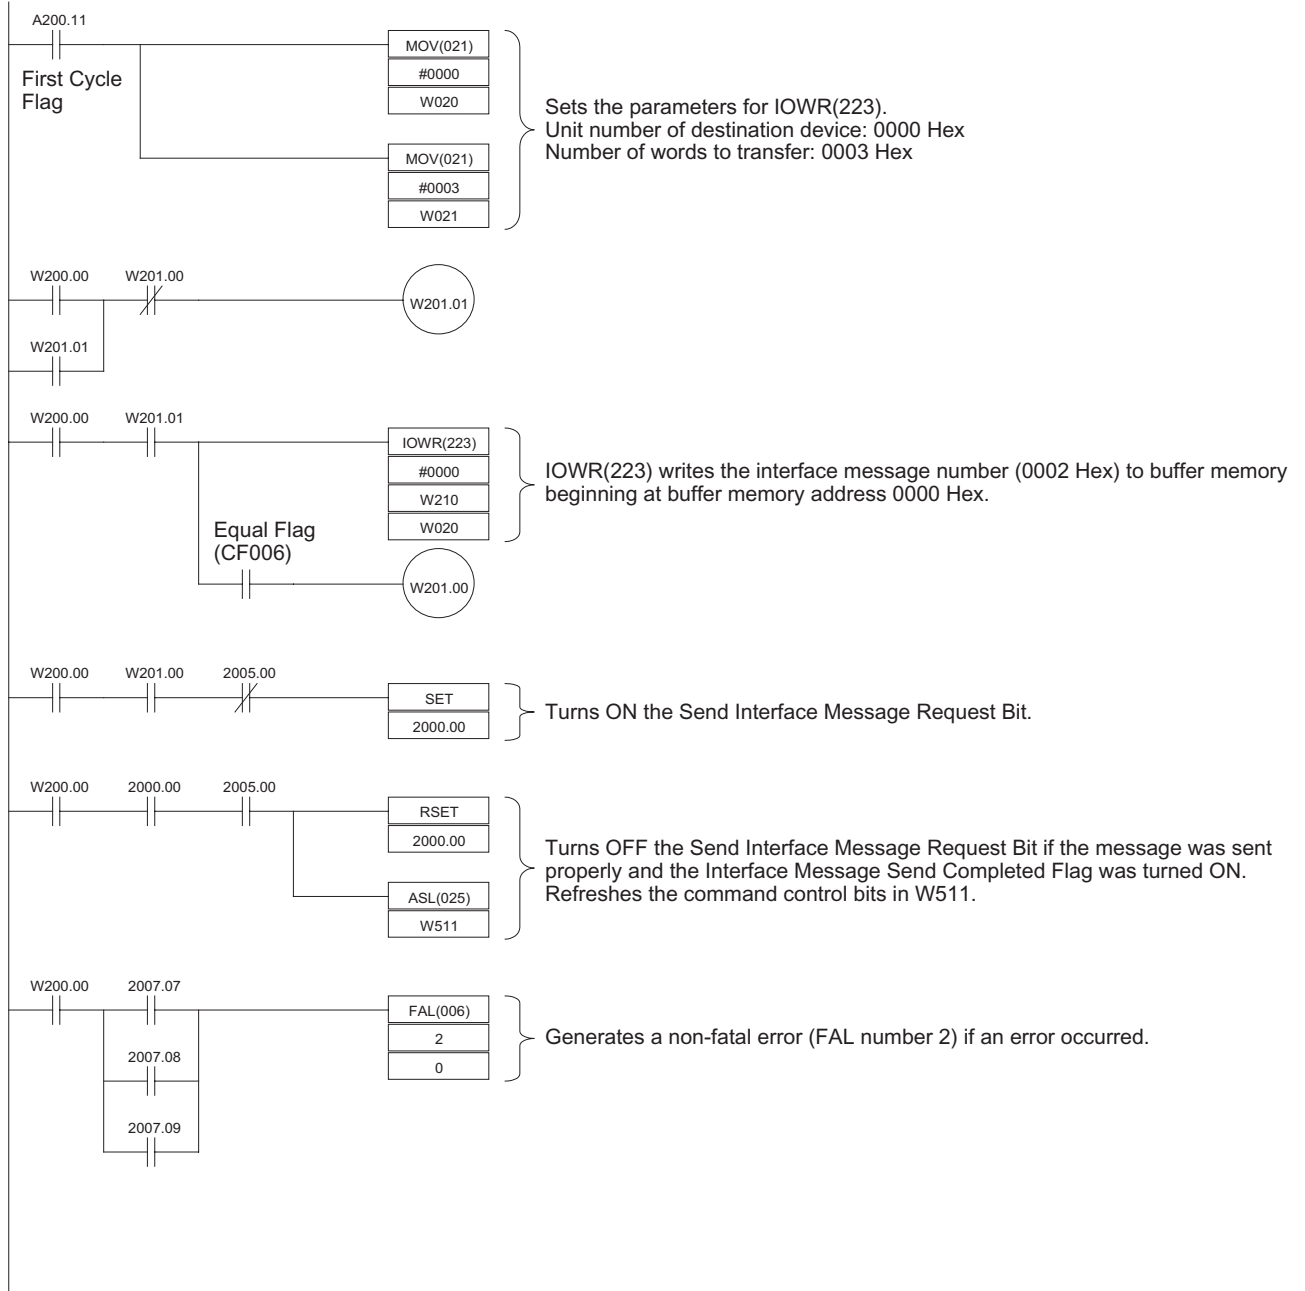 A200.11
First Cycle
Flag
MOV(021)
#0000
W020
MOV(021)
#0003
W021
Sets the parameters for IOWR(223).
Unit number of destination device: 0000 Hex
Number of words to transfer: 0003 Hex
W200.00
W201.00
W201.01
W201.01
W200.00
W201.01
IOWR(223)
#0000
W210
W020
IOWR(223) writes the interface message number (0002 Hex) to buffer memory
beginning at buffer memory address 0000 Hex.
Equal Flag
(CF006)
W201.00
W200.00
W201.00
2005.00
SET
2000.00
Turns ON the Send Interface Message Request Bit.
W200.00
2000.00
2005.00
RSET
2000.00
ASL(025)
W511
Turns OFF the Send Interface Message Request Bit if the message was sent
properly and the Interface Message Send Completed Flag was turned ON.
Refreshes the command control bits in W511.
W200.00
2007.07
2007.08
2007.09
FAL(006)
2
0
Generates a non-fatal error (FAL number 2) if an error occurred.